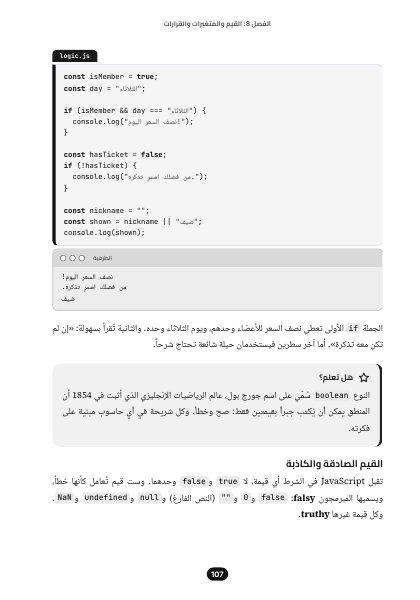 الفصل 8: القيم والمتغيرات والقرارات
logic.js
const isMember = true;
const day = "الثلاثاء";
if (isMember && day === "الثلاثاء") {
console.log("نصف السعر اليوم!");
}
const hasTicket = false;
if (!hasTicket) {
console.log("من فضلك اسمح تذكرة.");
}
const nickname = "";
const shown = nickname || "ضيف";
console.log(shown);
الطرفية
نصف السعر اليوم!
من فضلك اسمح تذكرة.
ضيف
الجملة if الأولى تعطي نصف السعر للأعضاء وحدهم، ويوم الثلاثاء وحده. والثانية تُقرأ بسهولة: «إن لم
تكن معه تذكرة». أما آخر سطرين فيستخدمان حيلة شائعة تحتاج شرحاً.
هل تعلم؟
النوع boolean سُمّي على اسم جورج بول، عالم الرياضيات الإنجليزي الذي أثبت في 1854 أن
المنطق يمكن أن يُكتب جبراً بقيمتين فقط: صح وخطأ. وكل شريحة في أي حاسوب مبنية على
فكرته.
القيم الصادقة والكاذبة
تقبل JavaScript في الشرط أي قيمة، لا true و false وحدهما. وست قيم تُعامل كأنها خطأ،
ويسميها المبرمجون falsy: false و 0 و "" (النص الفارغ) و null و undefined و NaN .
وكل قيمة غيرها truthy.
107